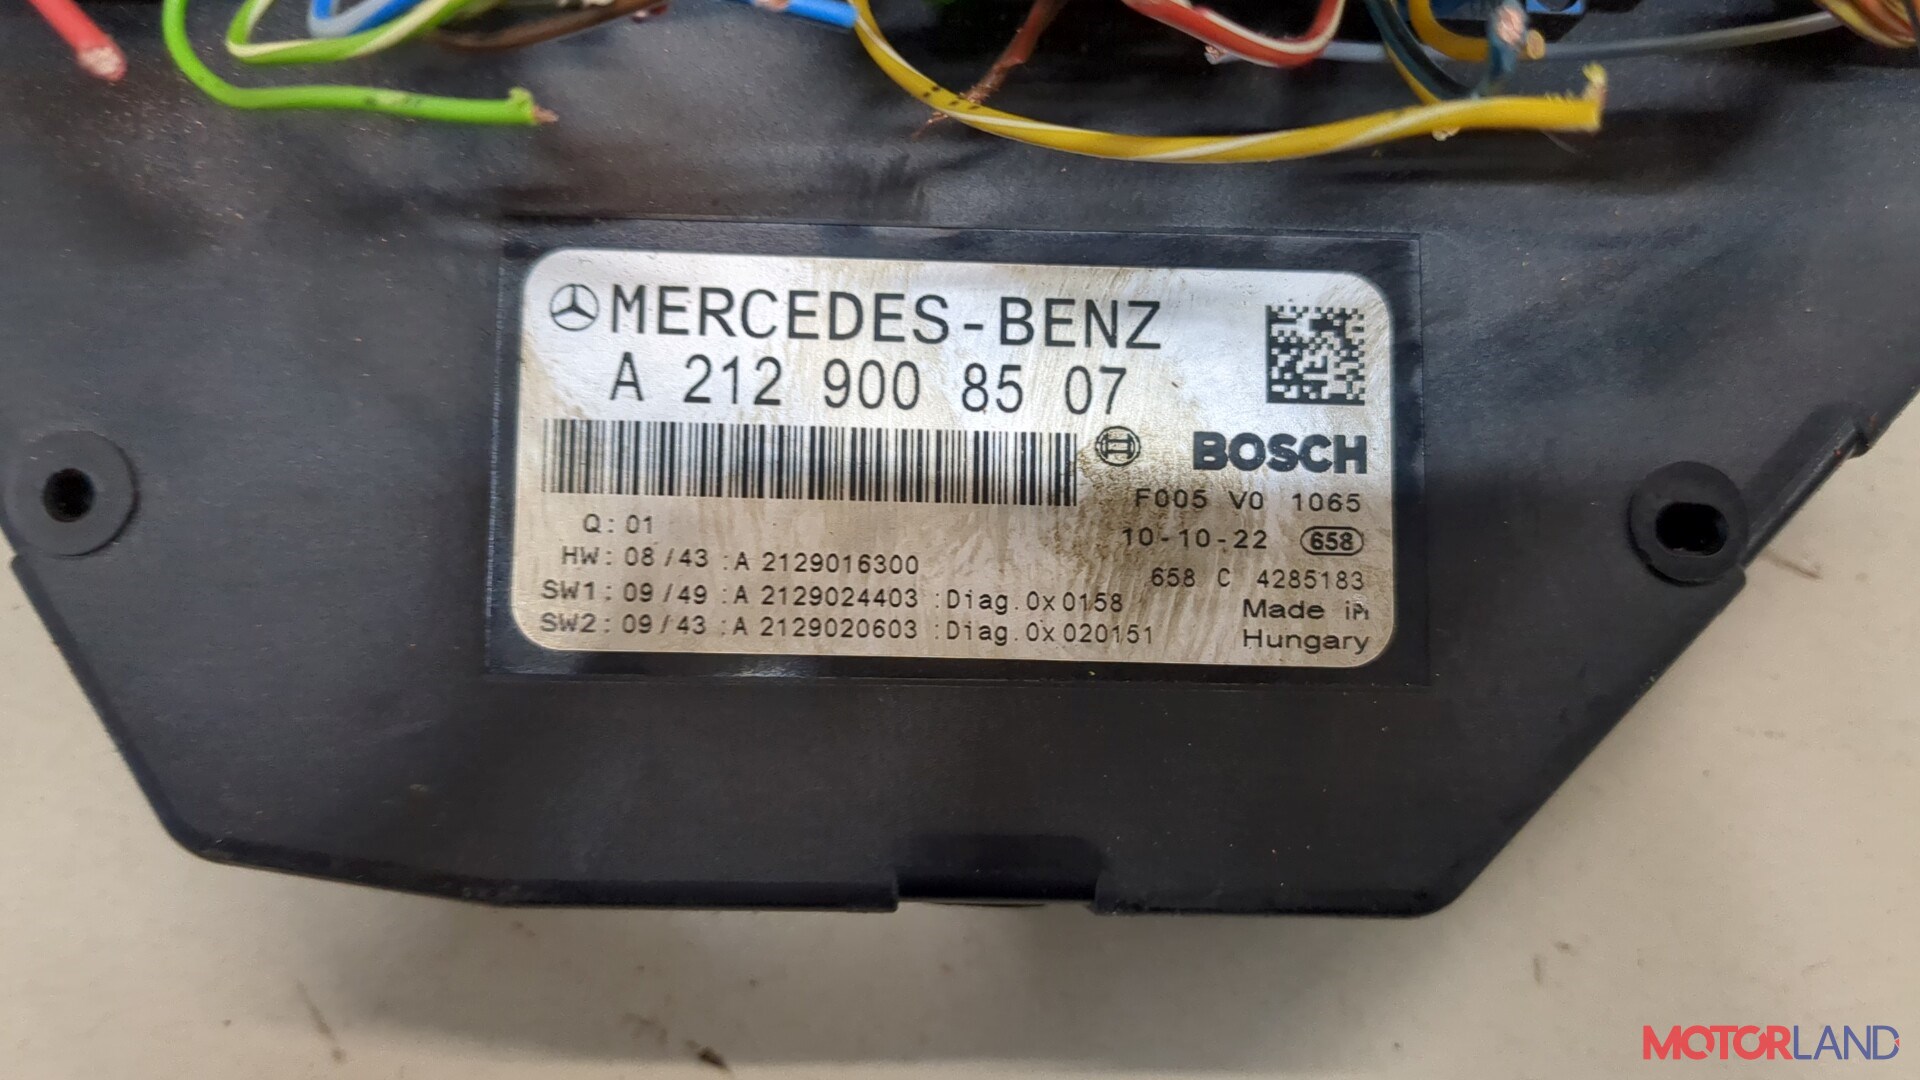 MERCEDES-BENZ
A 212 900 85 07
BOSCH
F005 V0 1065
Q: 01
10-10-22 658
HW: 08/43 :A 2129016300
658 C 4285183
SW1: 09/49 :A 2129024403 :Diag.0x0158
Made in
SW2: 09/43 :A 2129020603 :Diag.0x020151
Hungary
MOTORLAND